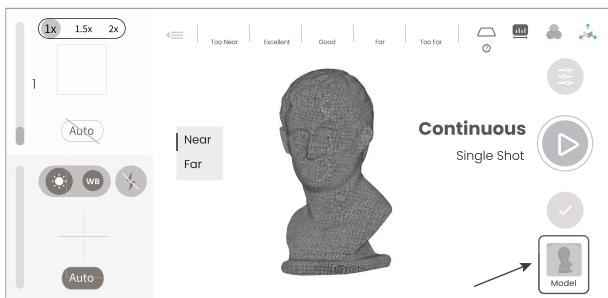 1x 1.5x 2x
1
Auto
WB
Auto
Too Near Excellent Good Far Too Far
?
Near
Far
Continuous
Single Shot
Model